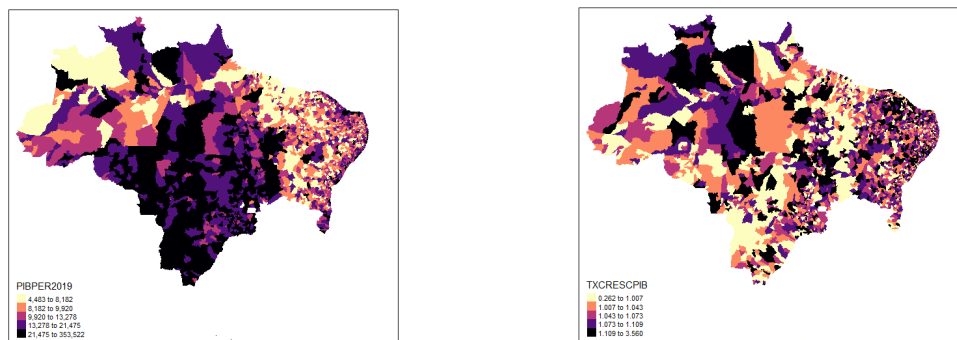 PIBPER2019
4,483 to 8,182
8,182 to 9,920
9,920 to 13,278
13,278 to 21,475
21,475 to 353,522
TXCRESCPIB
0.262 to 1.007
1.007 to 1.043
1.043 to 1.073
1.073 to 1.109
1.109 to 3.560